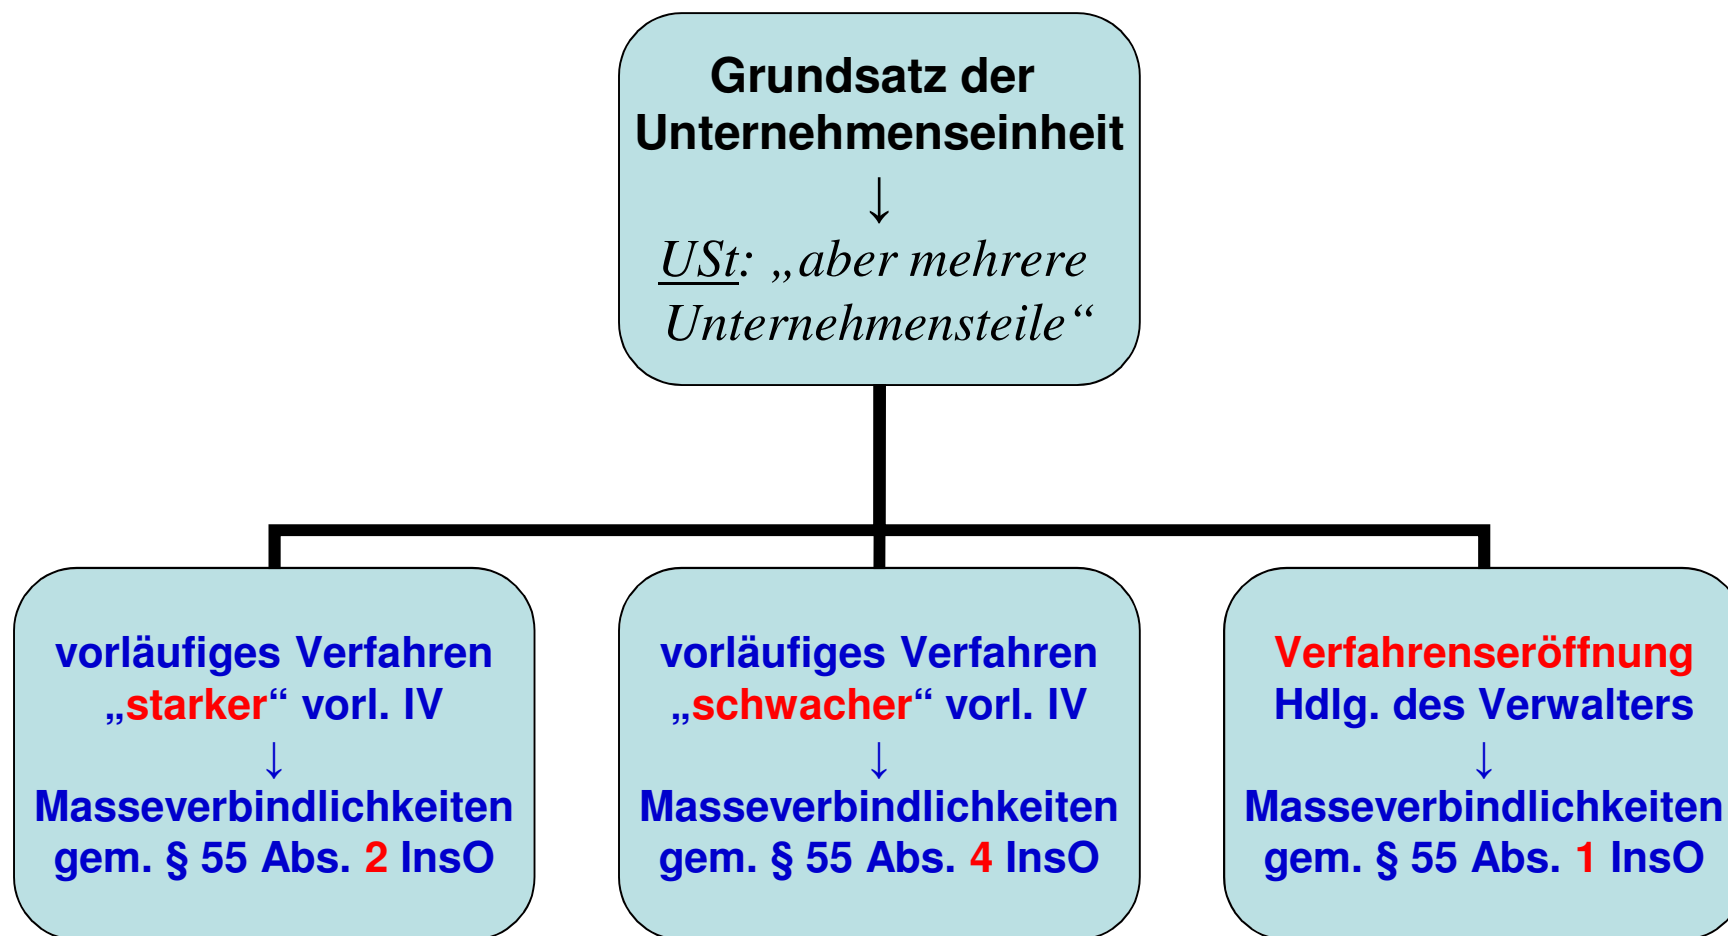 Grundsatz der
Unternehmenseinheit
↓
USt: „aber mehrere
Unternehmensteile“
vorläufiges Verfahren
„starker“ vorl. IV
↓
Masseverbindlichkeiten
gem. § 55 Abs. 2 InsO
vorläufiges Verfahren
„schwacher“ vorl. IV
↓
Masseverbindlichkeiten
gem. § 55 Abs. 4 InsO
Verfahrenseröffnung
Hdlg. des Verwalters
↓
Masseverbindlichkeiten
gem. § 55 Abs. 1 InsO